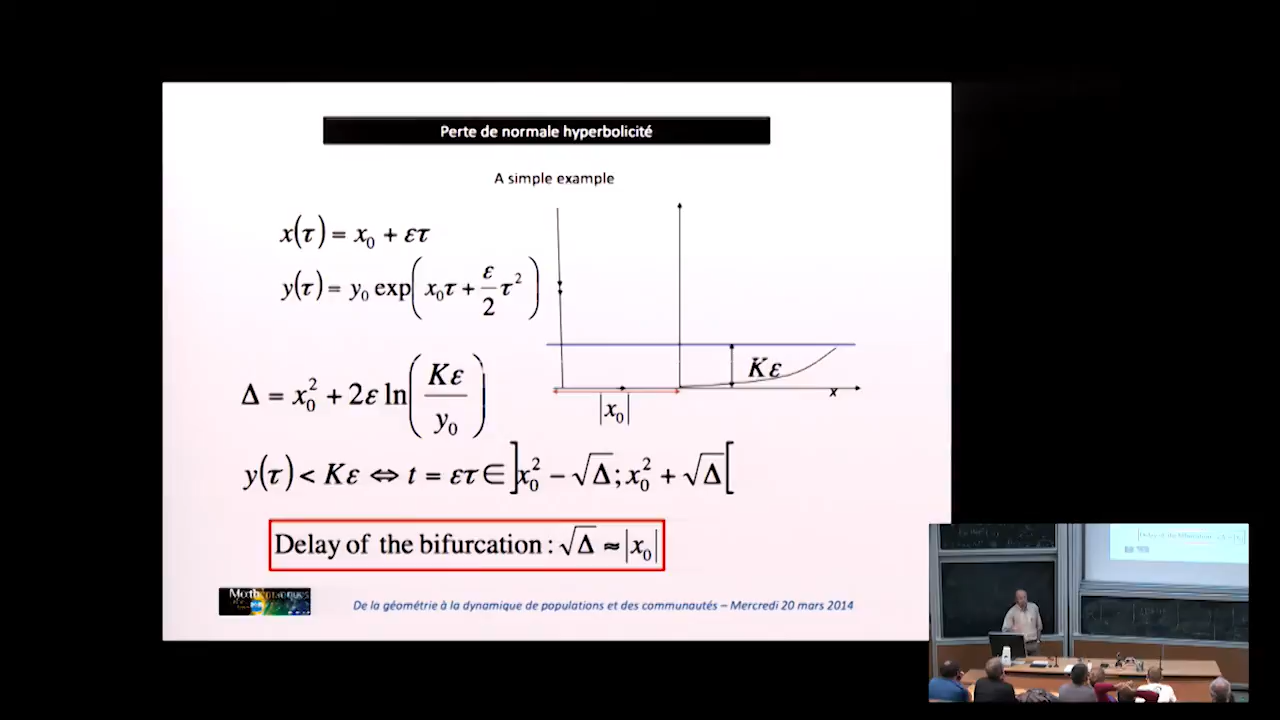 Perte de normale hyperbolicité
A simple example
x(τ) = x₀ + ετ
y(τ) = y₀ exp(x₀τ + ε/2 τ²)
Δ = x₀² + 2ε ln(Kε/y₀)
Kε
x
|x₀|
y(τ) < Kε ⇔ t = ετ ∈ ]x₀² − √Δ; x₀² + √Δ[
Delay of the bifurcation : √Δ ≈ |x₀|
De la géométrie à la dynamique de populations et des communautés – Mercredi 20 mars 2014